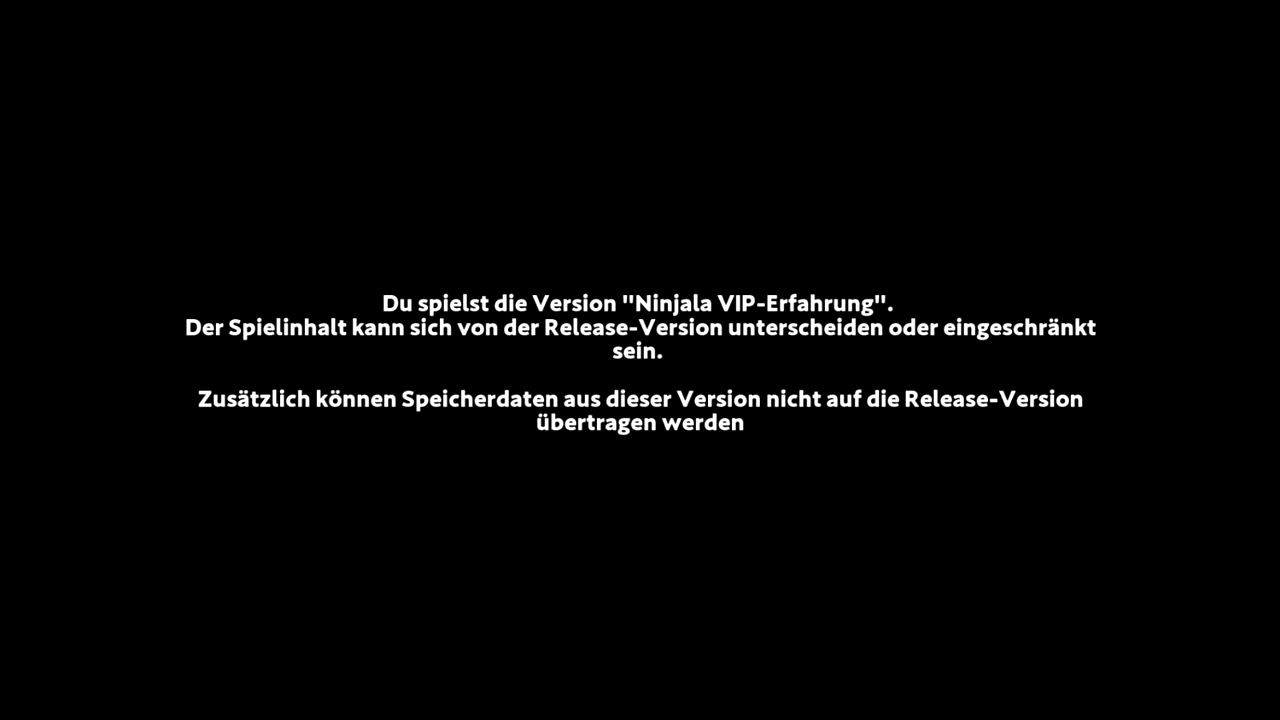 Du spielst die Version "Ninjala VIP-Erfahrung".
Der Spielinhalt kann sich von der Release-Version unterscheiden oder eingeschränkt
sein.
Zusätzlich können Speicherdaten aus dieser Version nicht auf die Release-Version
übertragen werden